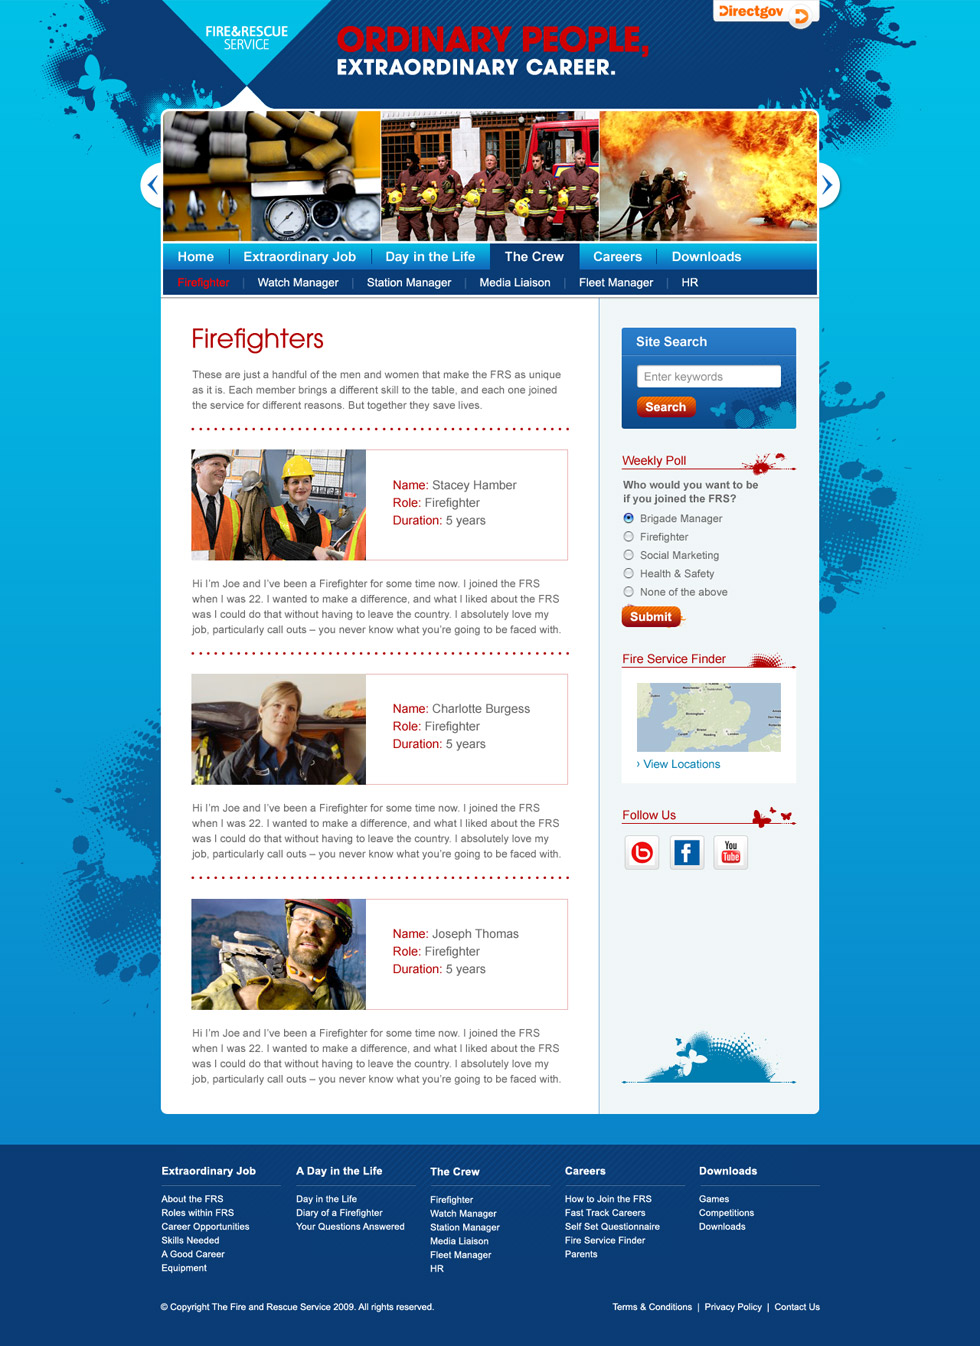 FIRE&RESCUE
SERVICE
ORDINARY PEOPLE,
EXTRAORDINARY CAREER.
Directgov
Home
Extraordinary Job
Day in the Life
The Crew
Careers
Downloads
Firefighter
Watch Manager
Station Manager
Media Liaison
Fleet Manager
HR
Firefighters
These are just a handful of the men and women that make the FRS as unique
as it is. Each member brings a different skill to the table, and each one joined
the service for different reasons. But together they save lives.
Name: Stacey Hamber
Role: Firefighter
Duration: 5 years
Hi I'm Joe and I've been a Firefighter for some time now. I joined the FRS
when I was 22. I wanted to make a difference, and what I liked about the FRS
was I could do that without having to leave the country. I absolutely love my
job, particularly call outs – you never know what you're going to be faced with.
Name: Charlotte Burgess
Role: Firefighter
Duration: 5 years
Hi I'm Joe and I've been a Firefighter for some time now. I joined the FRS
when I was 22. I wanted to make a difference, and what I liked about the FRS
was I could do that without having to leave the country. I absolutely love my
job, particularly call outs – you never know what you're going to be faced with.
Name: Joseph Thomas
Role: Firefighter
Duration: 5 years
Hi I'm Joe and I've been a Firefighter for some time now. I joined the FRS
when I was 22. I wanted to make a difference, and what I liked about the FRS
was I could do that without having to leave the country. I absolutely love my
job, particularly call outs – you never know what you're going to be faced with.
Site Search
Enter keywords
Search
Weekly Poll
Who would you want to be
if you joined the FRS?
Brigade Manager
Firefighter
Social Marketing
Health & Safety
None of the above
Submit
Fire Service Finder
› View Locations
Follow Us
You
Tube
Extraordinary Job
About the FRS
Roles within FRS
Career Opportunities
Skills Needed
A Good Career
Equipment
A Day in the Life
Day in the Life
Diary of a Firefighter
Your Questions Answered
The Crew
Firefighter
Watch Manager
Station Manager
Media Liaison
Fleet Manager
HR
Careers
How to Join the FRS
Fast Track Careers
Self Set Questionnaire
Fire Service Finder
Parents
Downloads
Games
Competitions
Downloads
© Copyright The Fire and Rescue Service 2009. All rights reserved.
Terms & Conditions | Privacy Policy | Contact Us